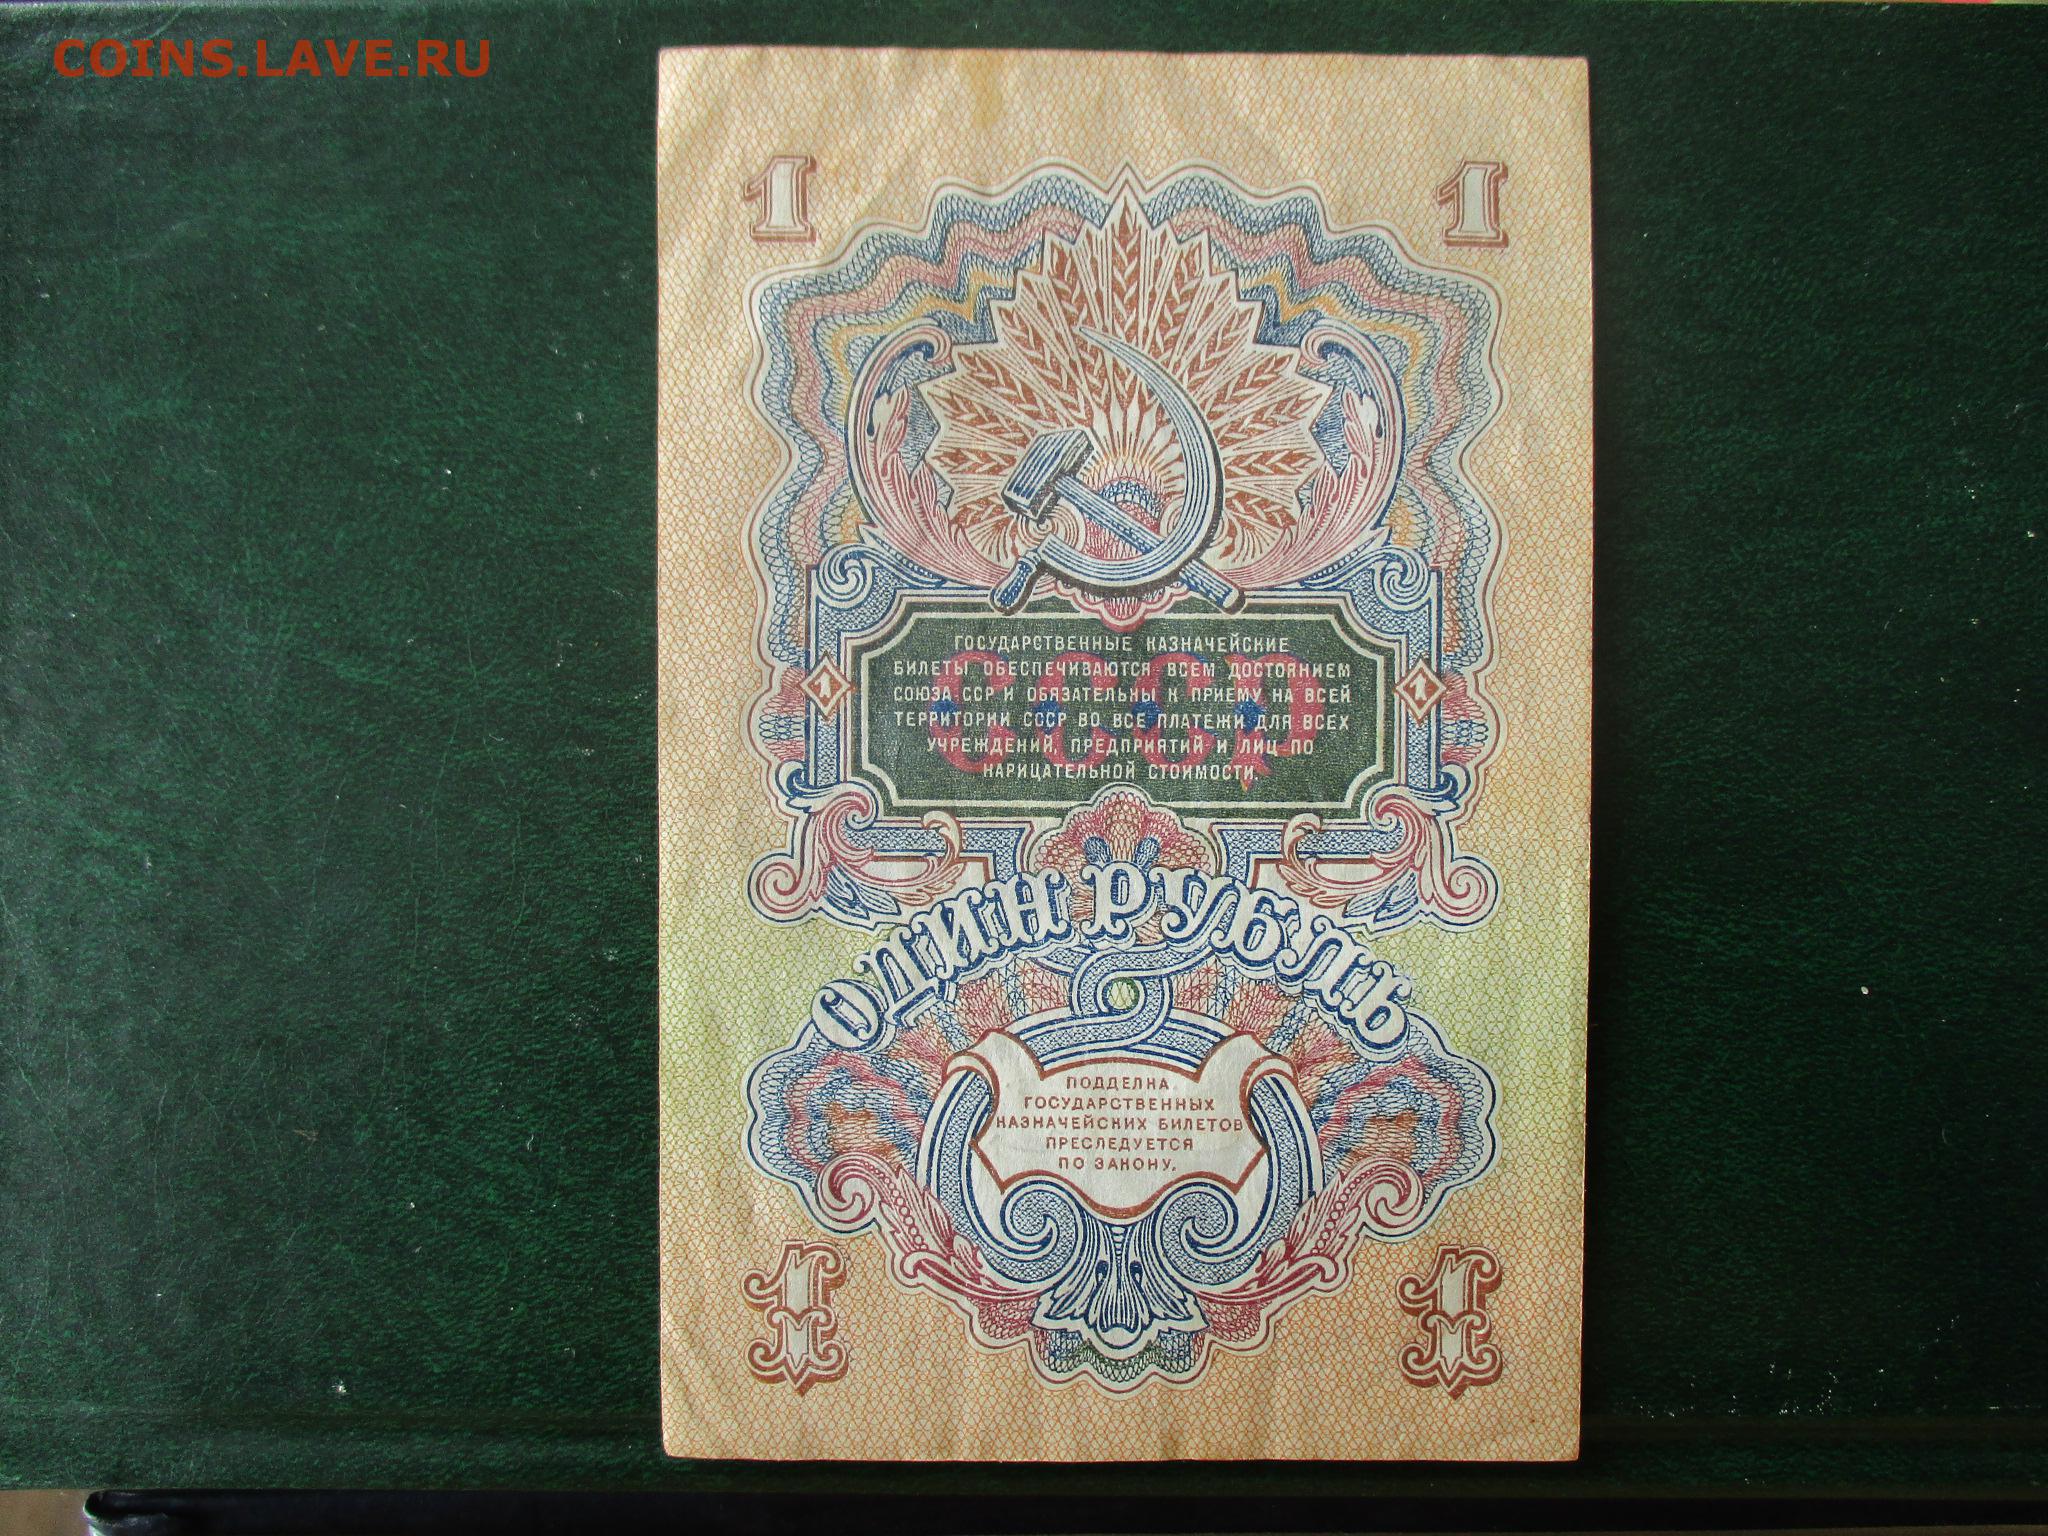 COINS.LAVE.RU
1 1
ГОСУДАРСТВЕННЫЕ КАЗНАЧЕЙСКИЕ
БИЛЕТЫ ОБЕСПЕЧИВАЮТСЯ ВСЕМ ДОСТОЯНИЕМ
СОЮЗА ССР И ОБЯЗАТЕЛЬНЫ К ПРИЕМУ НА ВСЕЙ
ТЕРРИТОРИИ СССР ВО ВСЕ ПЛАТЕЖИ ДЛЯ ВСЕХ
УЧРЕЖДЕНИЙ, ПРЕДПРИЯТИЙ И ЛИЦ ПО
НАРИЦАТЕЛЬНОЙ СТОИМОСТИ.
СССР
1 1
ОДИН РУБЛЬ
ПОДДЕЛКА
ГОСУДАРСТВЕННЫХ
КАЗНАЧЕЙСКИХ БИЛЕТОВ
ПРЕСЛЕДУЕТСЯ
ПО ЗАКОНУ.
1 1